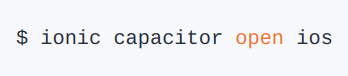 $ ionic capacitor open ios